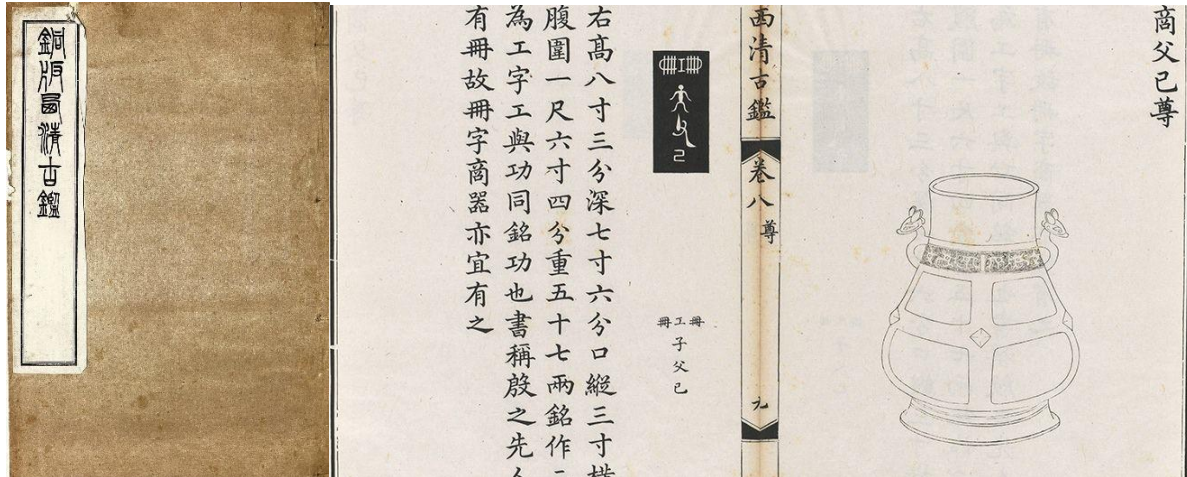 銅版西清古鑑
商父已尊
西清古鑑 卷八 尊 九
冊工冊
子父已
右高八寸三分深七寸六分口縱三寸橫
腹圍一尺六寸四分重五十七兩銘作
為工字工與功同銘功也書稱殷之先人
有冊故冊字商器亦宜有之